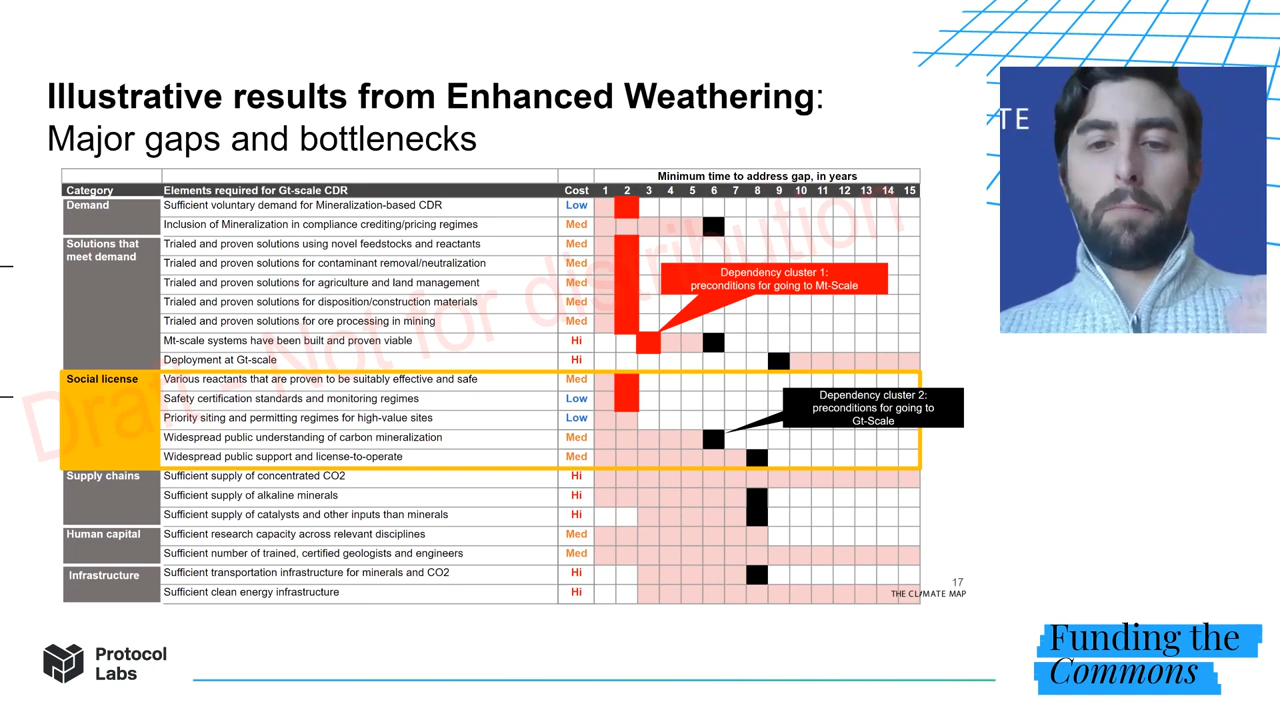 Illustrative results from Enhanced Weathering:
Major gaps and bottlenecks
TE
Minimum time to address gap, in years
Category Elements required for Gt-scale CDR Cost 1 2 3 4 5 6 7 8 9 10 11 12 13 14 15
Demand Sufficient voluntary demand for Mineralization-based CDR Low
Inclusion of Mineralization in compliance crediting/pricing regimes Med
Solutions that Trialed and proven solutions using novel feedstocks and reactants Med
meet demand Trialed and proven solutions for contaminant removal/neutralization Med
Trialed and proven solutions for agriculture and land management Med
Trialed and proven solutions for disposition/construction materials Med
Trialed and proven solutions for ore processing in mining Med
Mt-scale systems have been built and proven viable Hi
Deployment at Gt-scale Hi
Dependency cluster 1:
preconditions for going to Mt-Scale
Social license Various reactants that are proven to be suitably effective and safe Med
Safety certification standards and monitoring regimes Low
Priority siting and permitting regimes for high-value sites Low
Widespread public understanding of carbon mineralization Med
Widespread public support and license-to-operate Med
Dependency cluster 2:
preconditions for going to
Gt-Scale
Supply chains Sufficient supply of concentrated CO2 Hi
Sufficient supply of alkaline minerals Hi
Sufficient supply of catalysts and other inputs than minerals Hi
Human capital Sufficient research capacity across relevant disciplines Med
Sufficient number of trained, certified geologists and engineers Med
Infrastructure Sufficient transportation infrastructure for minerals and CO2 Hi
Sufficient clean energy infrastructure Hi
Draft - Not for distribution
17
THE CLIMATE MAP
Protocol
Labs
Funding the
Commons